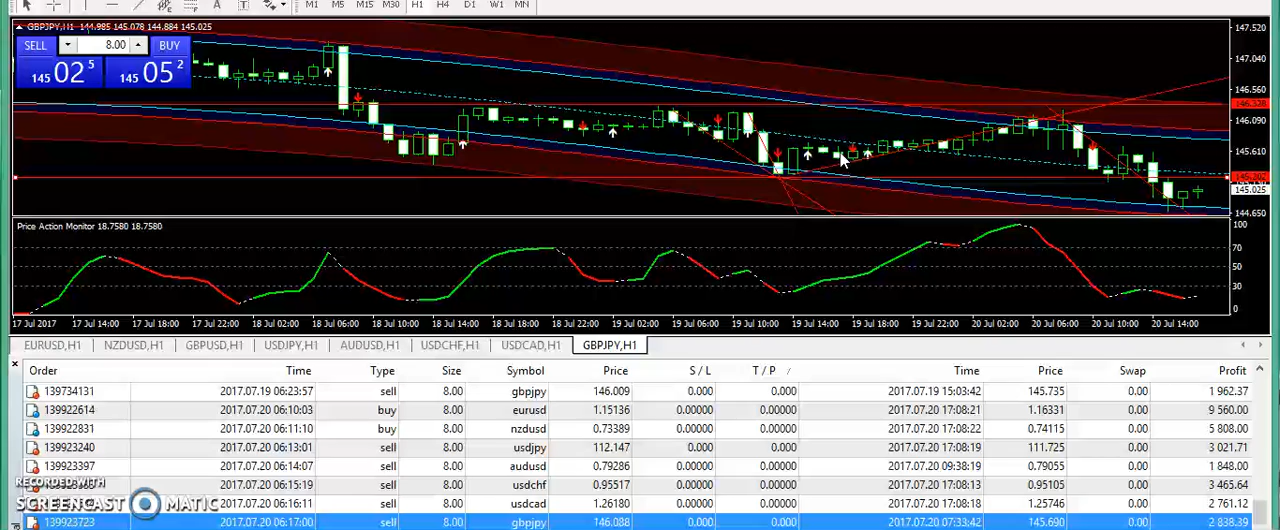 A T
M1 M5 M15 M30 H1 H4 D1 W1 MN
GBPJPY,H1 144.985 145.078 144.884 145.025
SELL 8.00 BUY
145 02 5 145 05 2
147.520
147.040
146.560
146.328
146.090
145.610
145.202
145.025
144.650
Price Action Monitor 18.7580 18.7580
100
70
50
30
0
17 Jul 2017 17 Jul 14:00 17 Jul 18:00 17 Jul 22:00 18 Jul 02:00 18 Jul 06:00 18 Jul 10:00 18 Jul 14:00 18 Jul 18:00 18 Jul 22:00 19 Jul 02:00 19 Jul 06:00 19 Jul 10:00 19 Jul 14:00 19 Jul 18:00 19 Jul 22:00 20 Jul 02:00 20 Jul 06:00 20 Jul 10:00 20 Jul 14:00
EURUSD,H1 NZDUSD,H1 GBPUSD,H1 USDJPY,H1 AUDUSD,H1 USDCHF,H1 USDCAD,H1 GBPJPY,H1
Order Time Type Size Symbol Price S / L T / P / Time Price Swap Profit
139734131 2017.07.19 06:23:57 sell 8.00 gbpjpy 146.009 0.000 0.000 2017.07.19 15:03:42 145.735 0.00 1 962.37
139922614 2017.07.20 06:10:03 buy 8.00 eurusd 1.15136 0.00000 0.00000 2017.07.20 17:08:21 1.16331 0.00 9 560.00
139922831 2017.07.20 06:11:10 buy 8.00 nzdusd 0.73389 0.00000 0.00000 2017.07.20 17:08:22 0.74115 0.00 5 808.00
139923240 2017.07.20 06:13:01 sell 8.00 usdjpy 112.147 0.000 0.000 2017.07.20 17:08:19 111.725 0.00 3 021.71
139923397 2017.07.20 06:14:07 sell 8.00 audusd 0.79286 0.00000 0.00000 2017.07.20 09:38:19 0.79055 0.00 1 848.00
2017.07.20 06:15:19 sell 8.00 usdchf 0.95517 0.00000 0.00000 2017.07.20 17:08:17 0.95105 0.00 3 465.64
2017.07.20 06:16:11 sell 8.00 usdcad 1.26180 0.00000 0.00000 2017.07.20 17:08:18 1.25746 0.00 2 761.12
139923723 2017.07.20 06:17:00 sell 8.00 gbpjpy 146.088 0.000 0.000 2017.07.20 07:33:42 145.690 0.00 2 838.39
RECORDED WITH
SCREENCAST MATIC